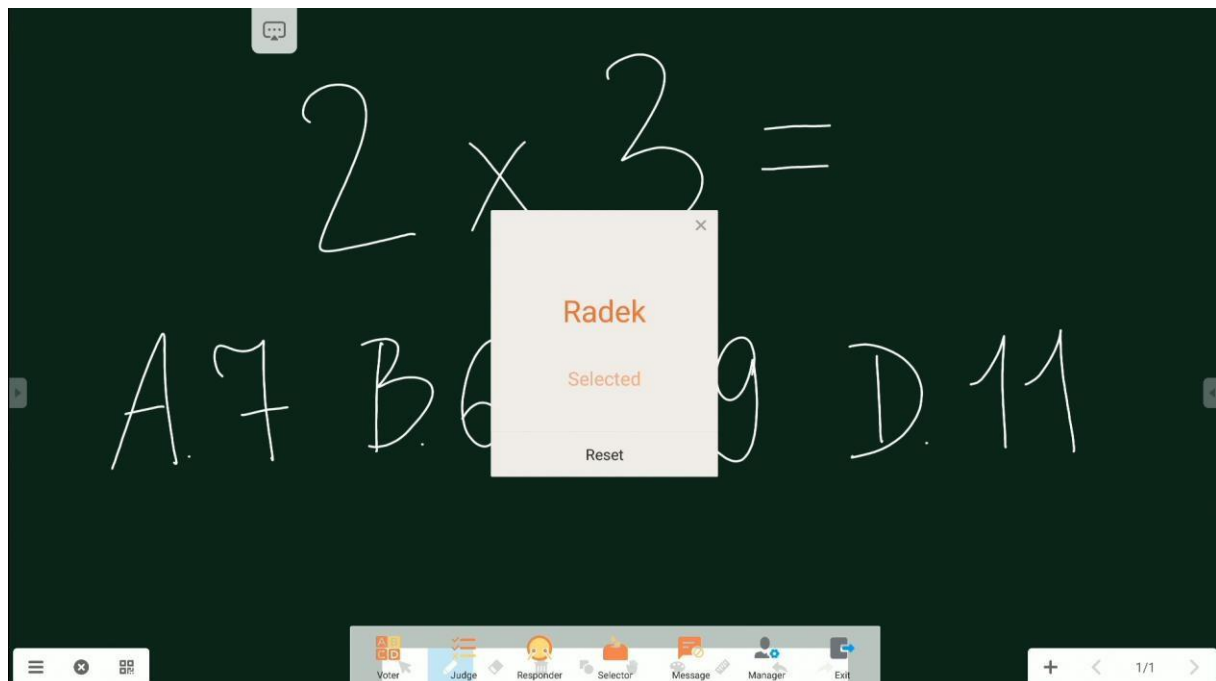 2 x 3 =
Radek
A. 7 B. 6 9 D. 11
Selected
Reset
Voter Judge Responder Selector Message Manager Exit
1/1